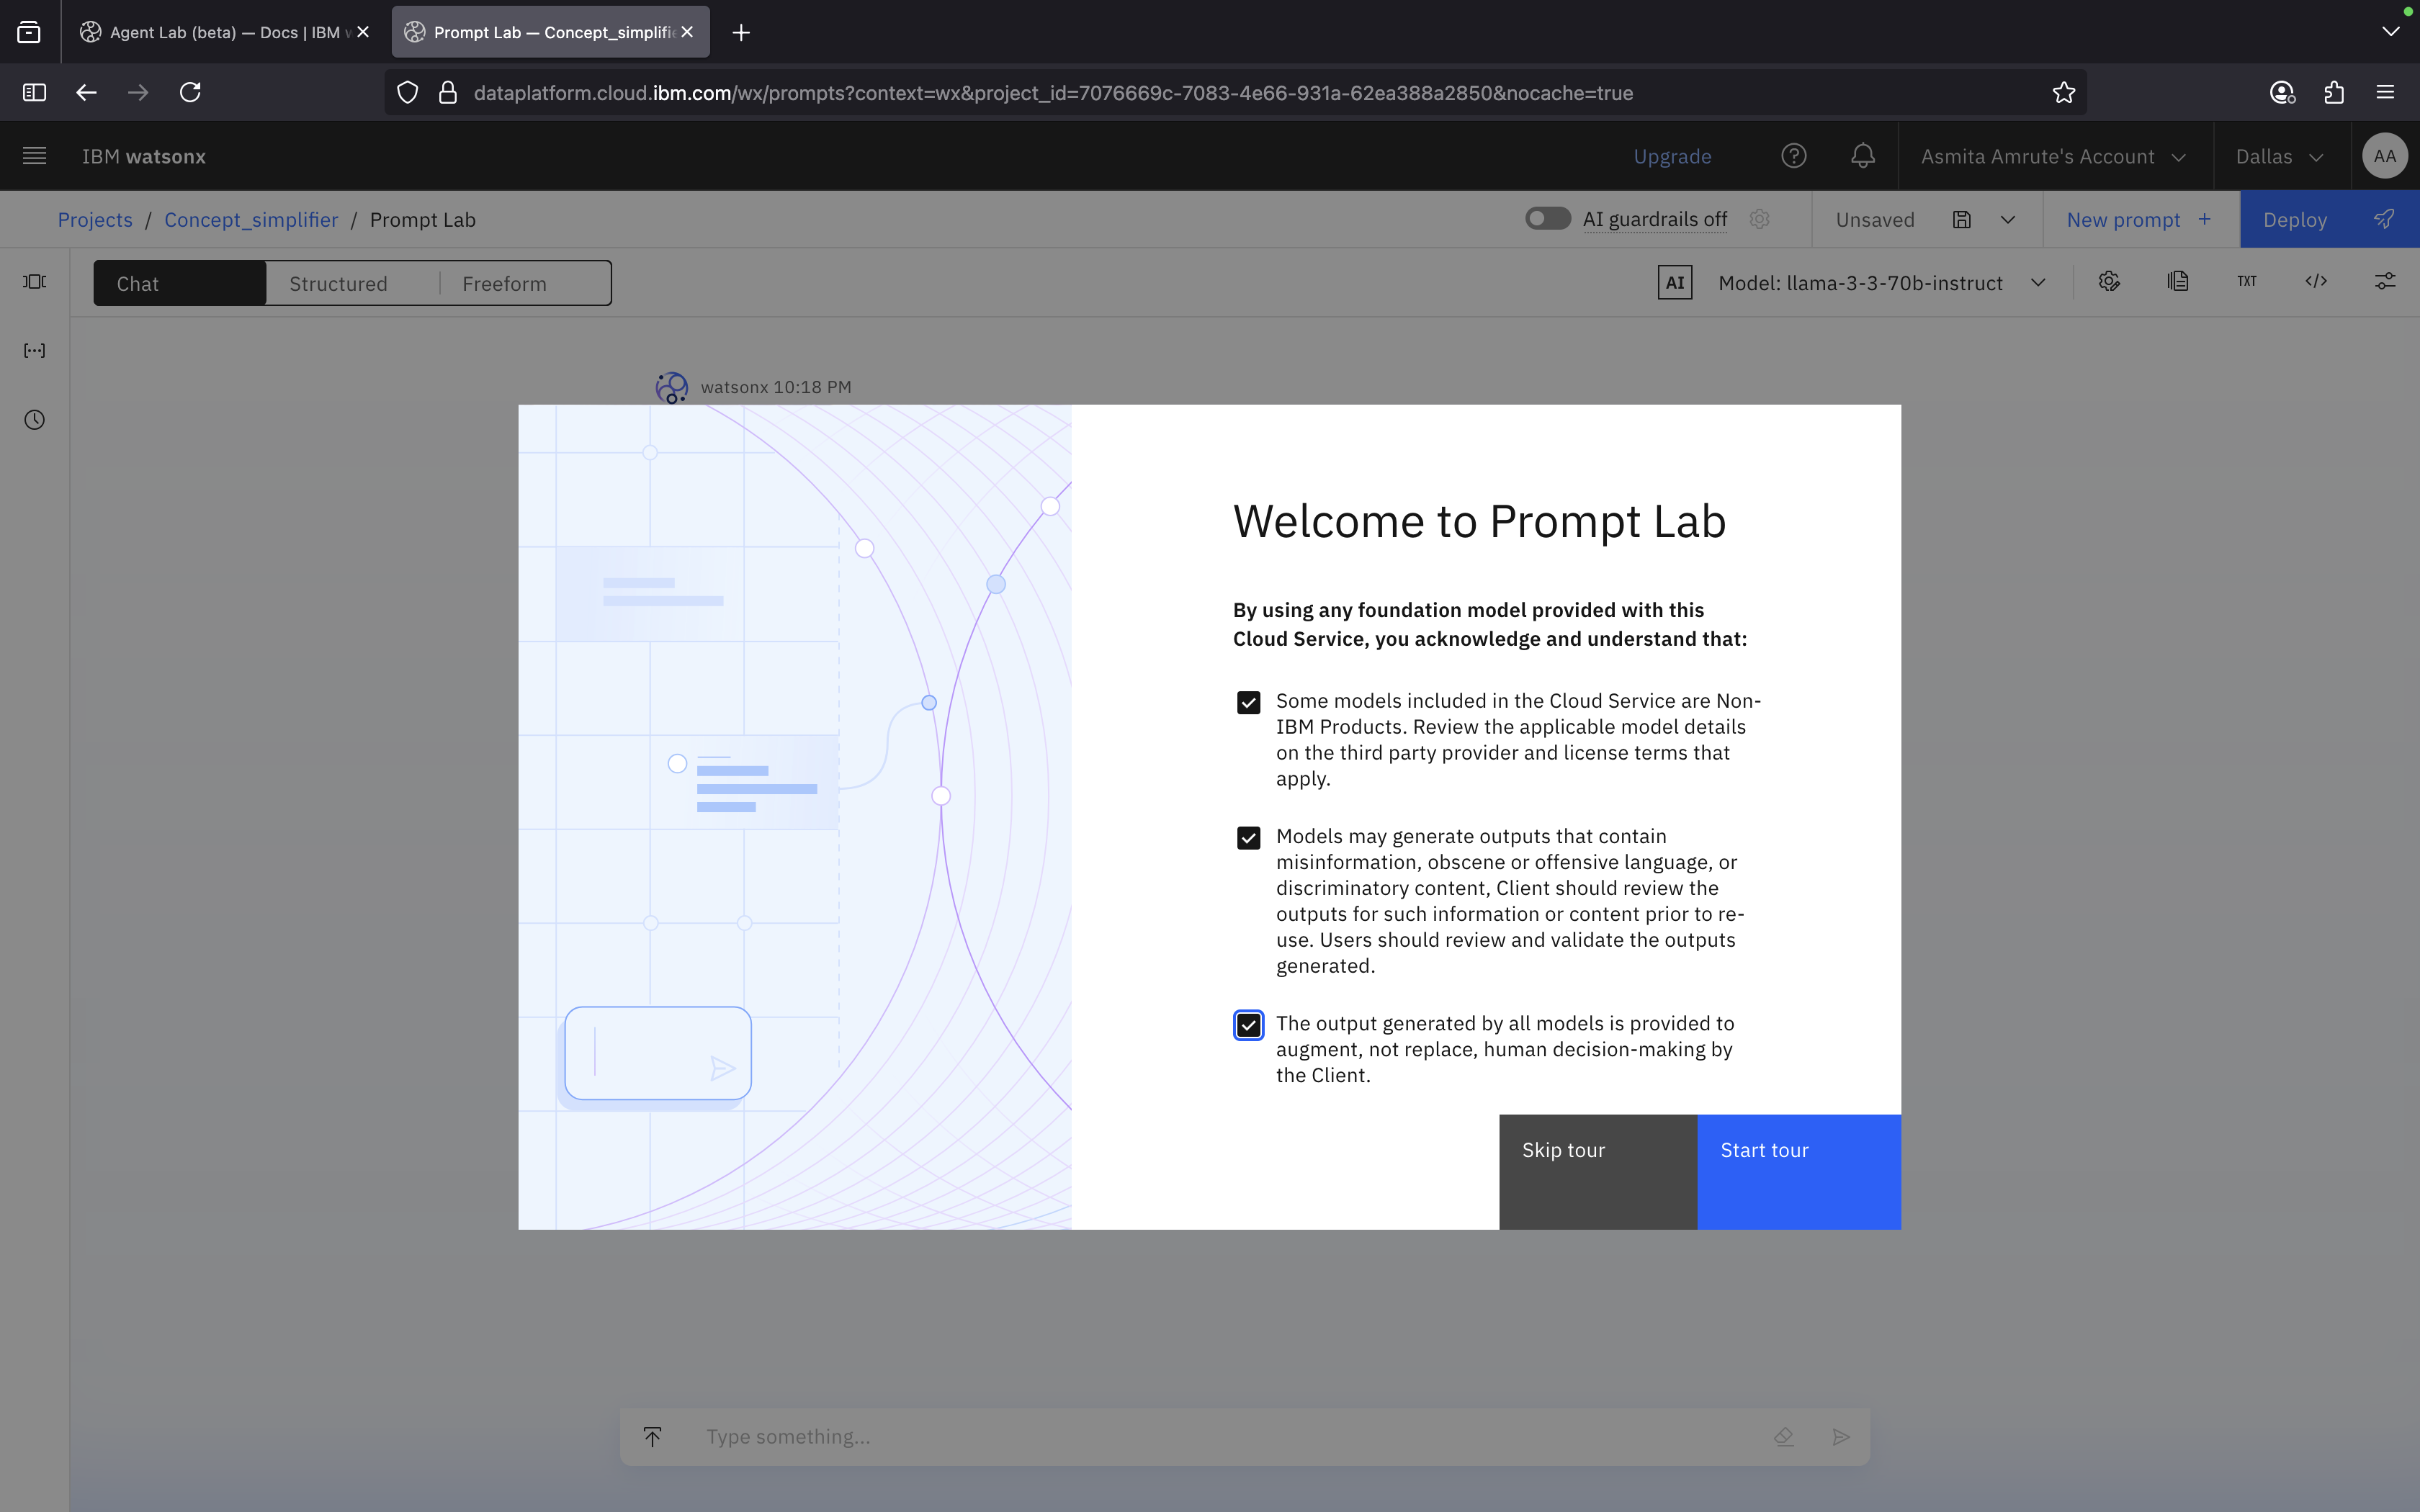 Agent Lab (beta) — Docs | IBM w
Prompt Lab — Concept_simplifi
dataplatform.cloud.ibm.com/wx/prompts?context=wx&project_id=7076669c-7083-4e66-931a-62ea388a2850&nocache=true
IBM watsonx
Upgrade
Asmita Amrute's Account
Dallas
AA
Projects / Concept_simplifier / Prompt Lab
AI guardrails off
Unsaved
New prompt +
Deploy
Chat
Structured
Freeform
AI
Model: llama-3-3-70b-instruct
TXT
watsonx 10:18 PM
Welcome to Prompt Lab
By using any foundation model provided with this
Cloud Service, you acknowledge and understand that:
Some models included in the Cloud Service are Non-
IBM Products. Review the applicable model details
on the third party provider and license terms that
apply.
Models may generate outputs that contain
misinformation, obscene or offensive language, or
discriminatory content, Client should review the
outputs for such information or content prior to re-
use. Users should review and validate the outputs
generated.
The output generated by all models is provided to
augment, not replace, human decision-making by
the Client.
Skip tour
Start tour
Type something...